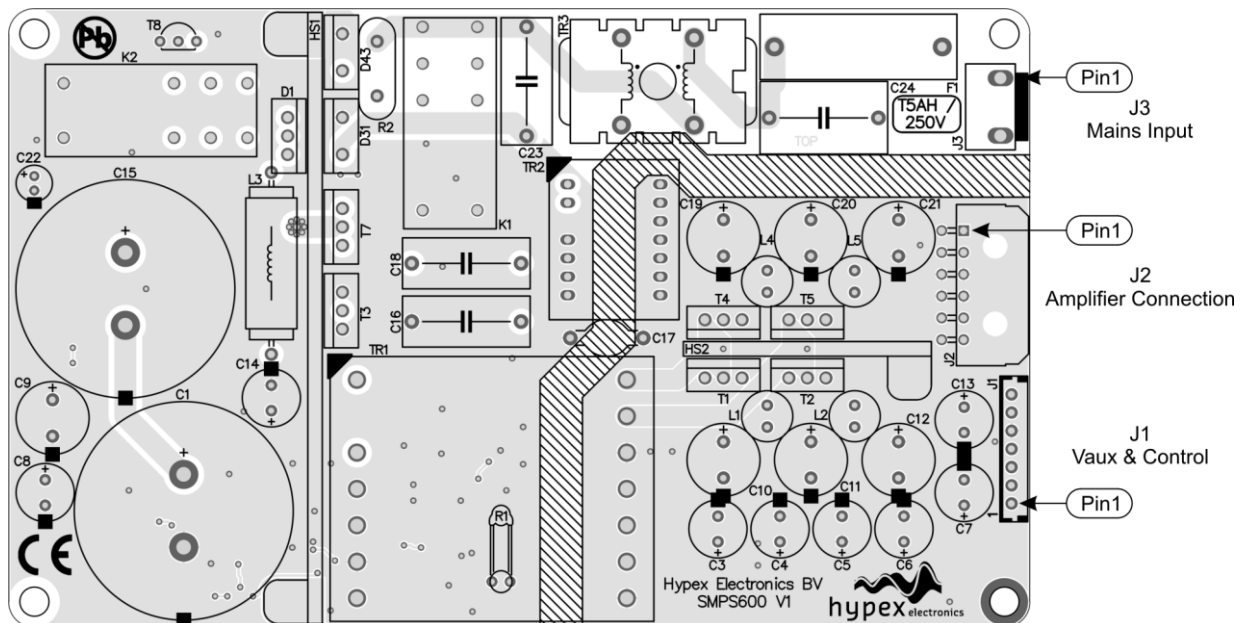 Pb
T8
HS1
D43
TR3
K2
D1
R2
D31
C23
C24
F1
T5AH /
250V
J3
TOP
Pin1
J3
Mains Input
C22
C15
L3
T7
K1
TR2
C19
C20
C21
L4
L5
Pin1
J2
Amplifier Connection
C18
C16
T3
C17
T4
T5
HS2
J2
TR1
C14
C9
C1
C8
T1
T2
L1
L2
C12
C13
J1
J1
Vaux & Control
Pin1
1
C10
C11
C7
R1
C3
C4
C5
C6
CE
Hypex Electronics BV
SMPS600 V1
hypex electronics